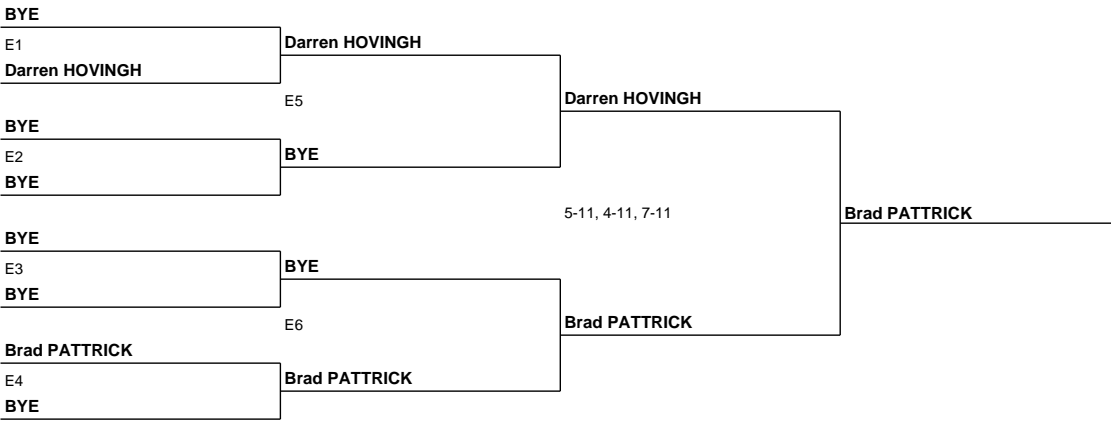 BYE
E1
Darren HOVINGH
Darren HOVINGH
E5
BYE
E2
BYE
BYE
Darren HOVINGH
5-11, 4-11, 7-11
Brad PATTRICK
BYE
E3
BYE
BYE
E6
Brad PATTRICK
E4
BYE
Brad PATTRICK
Brad PATTRICK